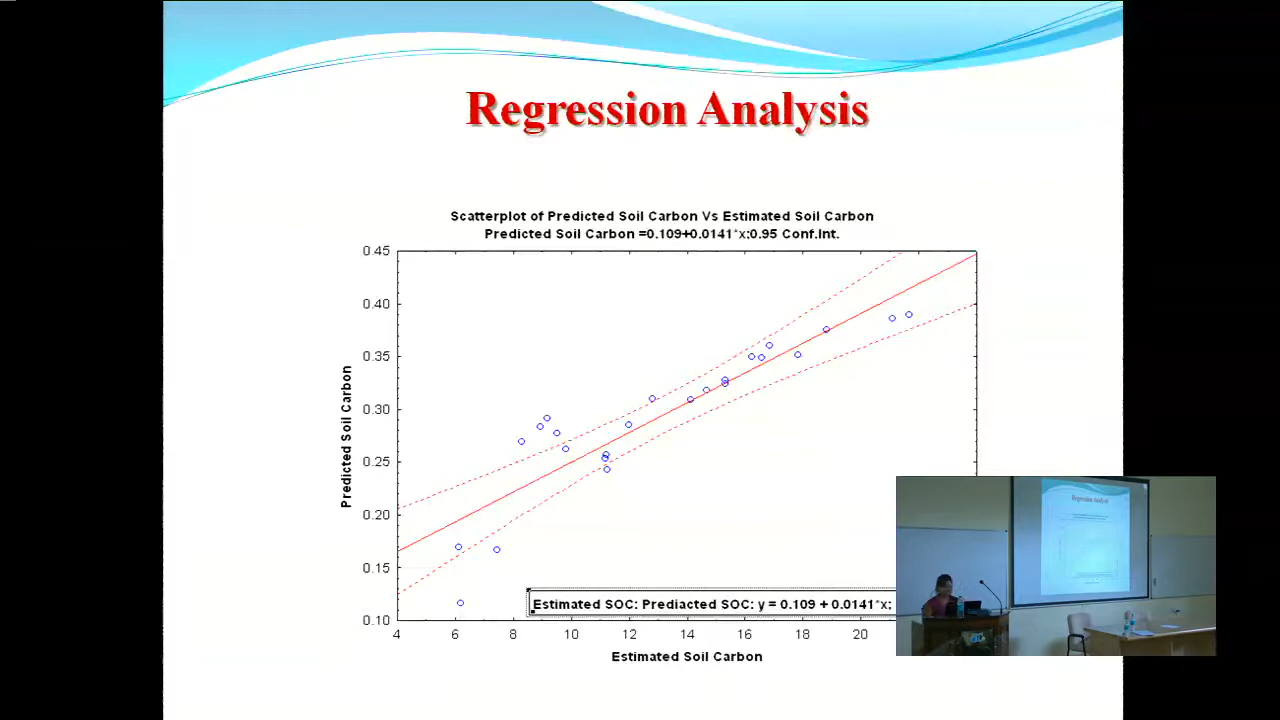 Regression Analysis
Scatterplot of Predicted Soil Carbon Vs Estimated Soil Carbon
Predicted Soil Carbon =0.109+0.0141*x;0.95 Conf.Int.
0.45
0.40
0.35
0.30
0.25
0.20
0.15
0.10
Predicted Soil Carbon
Estimated SOC: Prediacted SOC: y = 0.109 + 0.0141*x;
4 6 8 10 12 14 16 18 20
Estimated Soil Carbon
Regression Analysis